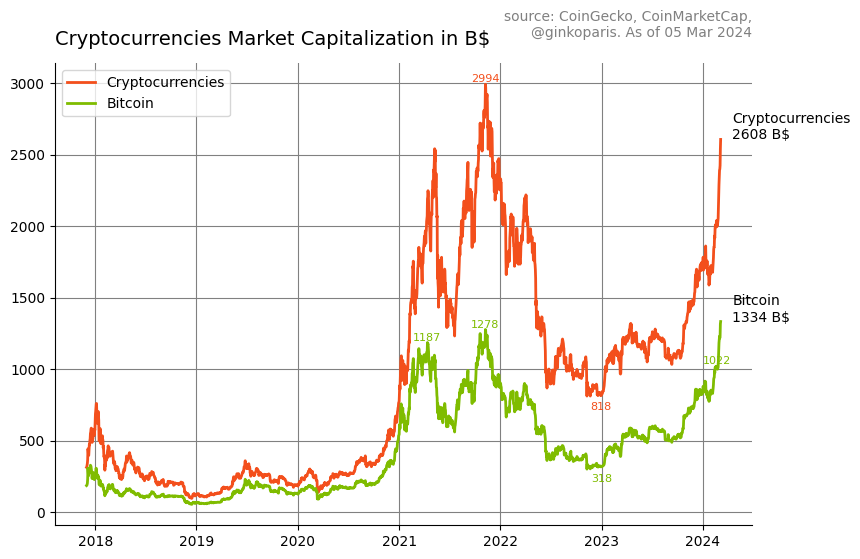 source: CoinGecko, CoinMarketCap,
@ginkoparis. As of 05 Mar 2024
Cryptocurrencies Market Capitalization in B$
Cryptocurrencies
Bitcoin
3000
2500
2000
1500
1000
500
0
2994
Cryptocurrencies
2608 B$
Bitcoin
1334 B$
1278
1187
1022
818
318
2018
2019
2020
2021
2022
2023
2024